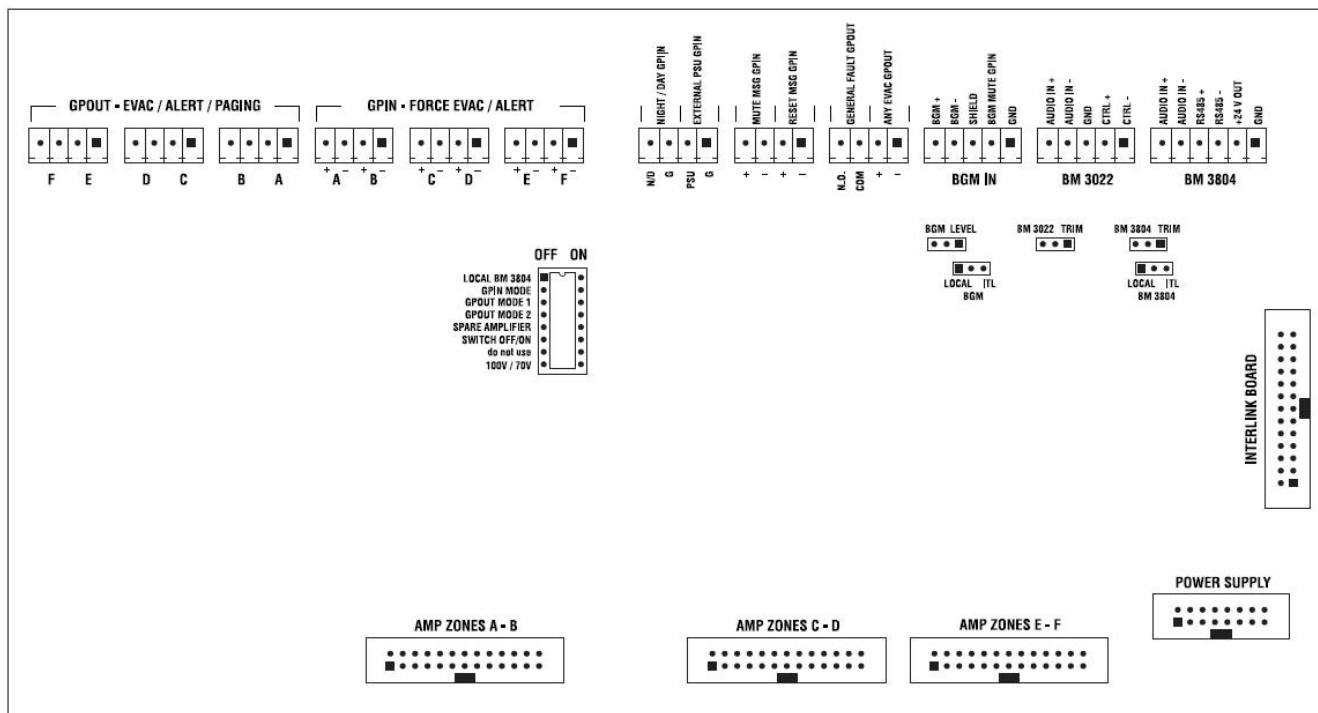 GPOUT - EVAC / ALERT / PAGING
GPIN - FORCE EVAC / ALERT
NIGHT / DAY GPIN
EXTERNAL PSU GPIN
MUTE MSG GPIN
RESET MSG GPIN
GENERAL FAULT GPOUT
ANY EVAC GPOUT
BGM +
BGM -
SHIELD
BGM MUTE GPIN
GND
AUDIO IN +
AUDIO IN -
GND
CTRL +
CTRL -
AUDIO IN +
AUDIO IN -
RS485 +
RS485 -
+24 V OUT
GND
F E D C B A
+ - + - + - + - + - + -
A B C D E F
N/D
G
PSU
G
+ - + -
N.O.
COM
+
-
BGM IN
BM 3022
BM 3804
BGM LEVEL
BM 3022 TRIM
BM 3804 TRIM
LOCAL ITL
BGM
LOCAL ITL
BM 3804
OFF ON
LOCAL BM 3804
GPIN MODE
GPOUT MODE 1
GPOUT MODE 2
SPARE AMPLIFIER
SWITCH OFF/ON
do not use
100V / 70V
INTERLINK BOARD
POWER SUPPLY
AMP ZONES A - B
AMP ZONES C - D
AMP ZONES E - F